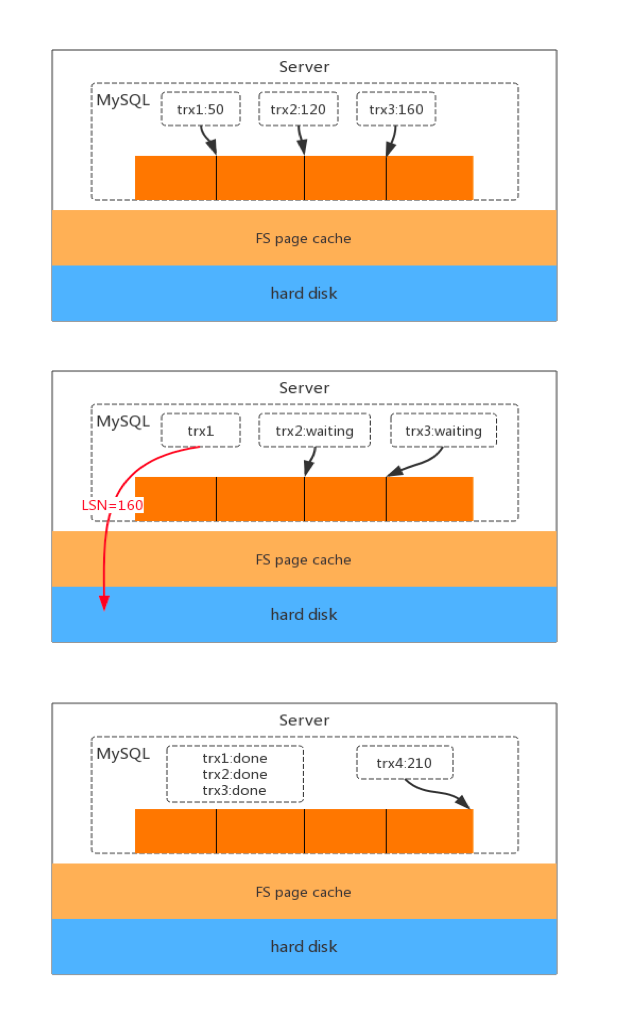 Server
MySQL
trx1:50
trx2:120
trx3:160
FS page cache
hard disk
Server
MySQL
trx1
trx2:waiting
trx3:waiting
LSN=160
FS page cache
hard disk
Server
MySQL
trx1:done
trx2:done
trx3:done
trx4:210
FS page cache
hard disk